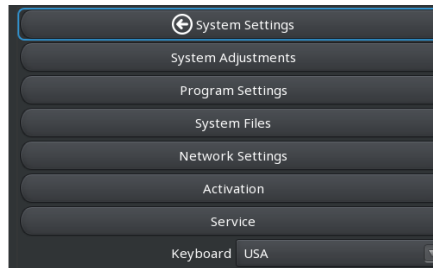 System Settings
System Adjustments
Program Settings
System Files
Network Settings
Activation
Service
Keyboard USA